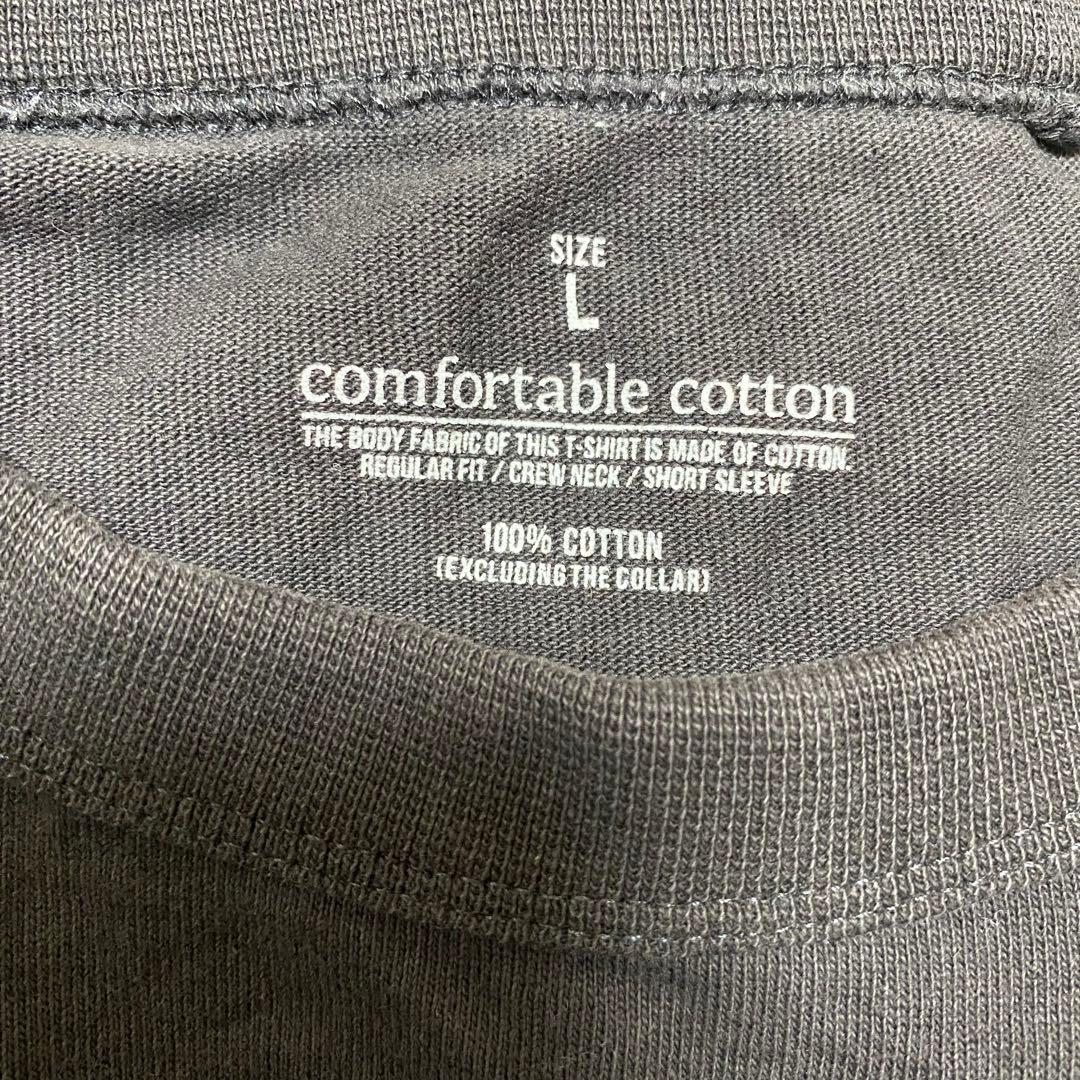 SIZE
L
comfortable cotton
THE BODY FABRIC OF THIS T-SHIRT IS MADE OF COTTON.
REGULAR FIT / CREW NECK / SHORT SLEEVE
100% COTTON
(EXCLUDING THE COLLAR)